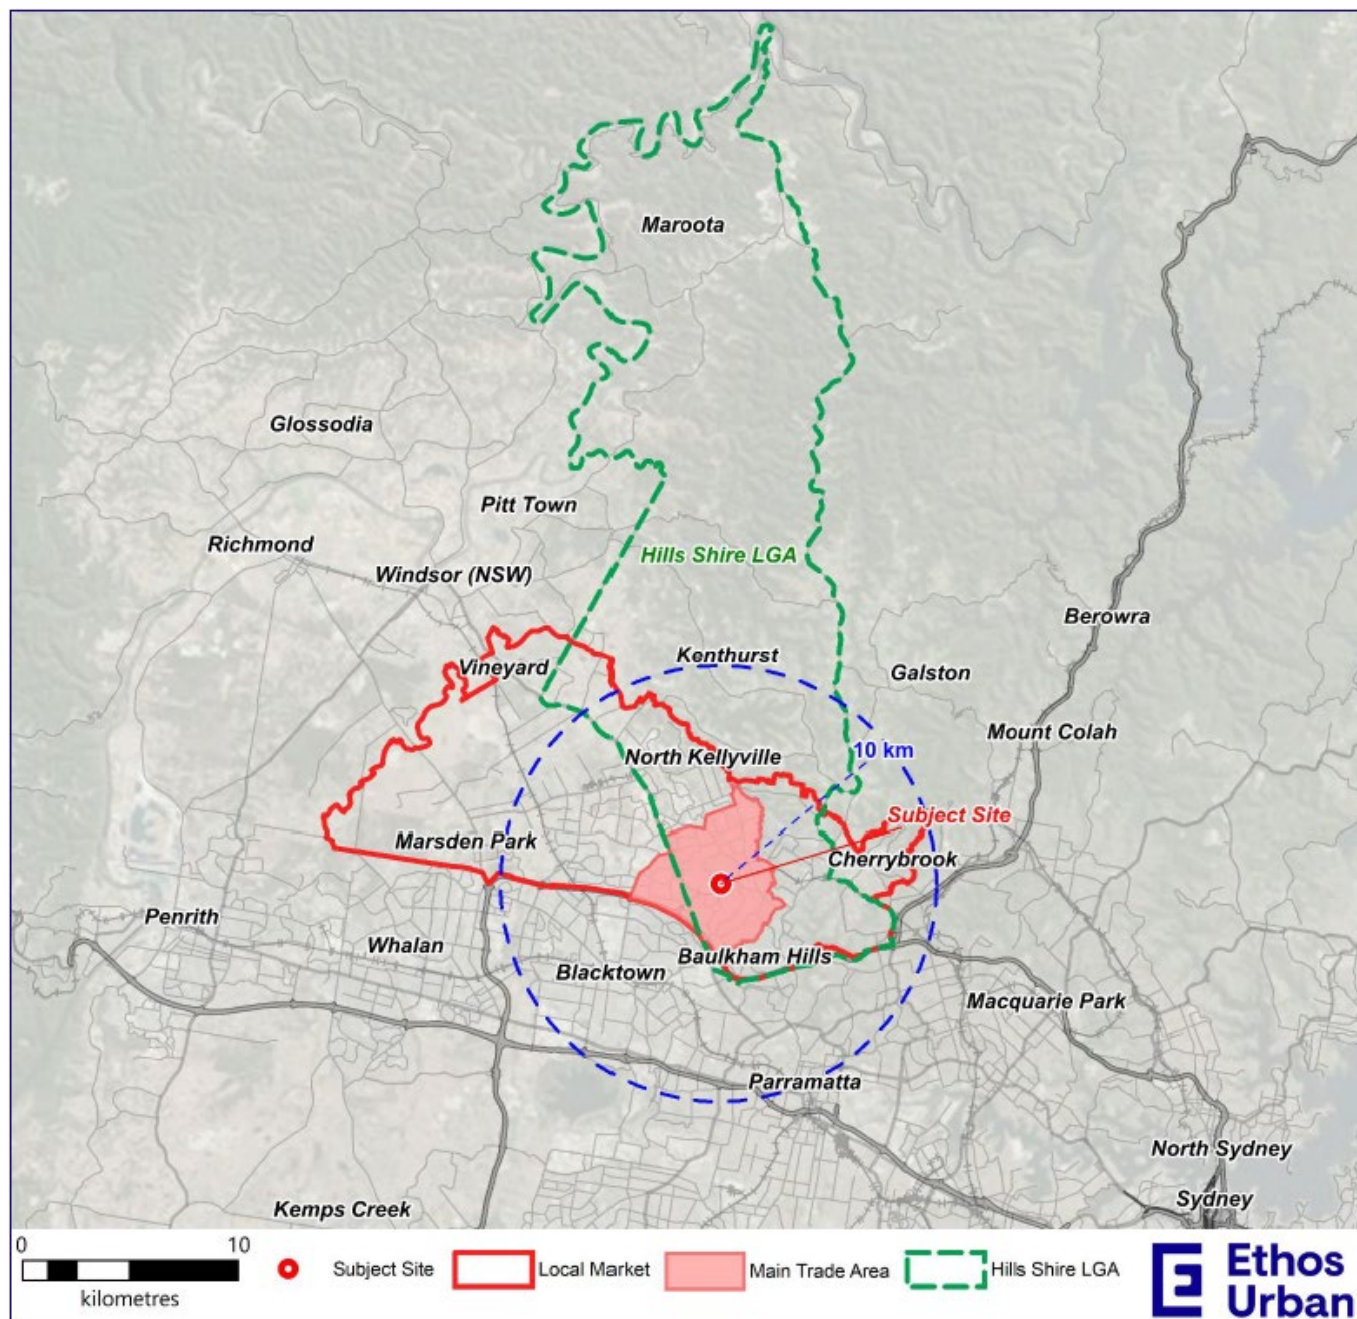 Maroota
Glossodia
Pitt Town
Richmond
Hills Shire LGA
Windsor (NSW)
Berowra
Kenthurst
Vineyard
Galston
Mount Colah
10 km
North Kellyville
Subject Site
Marsden Park
Cherrybrook
Penrith
Whalan
Baulkham Hills
Blacktown
Macquarie Park
Parramatta
North Sydney
Sydney
Kemps Creek
0 10
kilometres
Subject Site
Local Market
Main Trade Area
Hills Shire LGA
Ethos
Urban